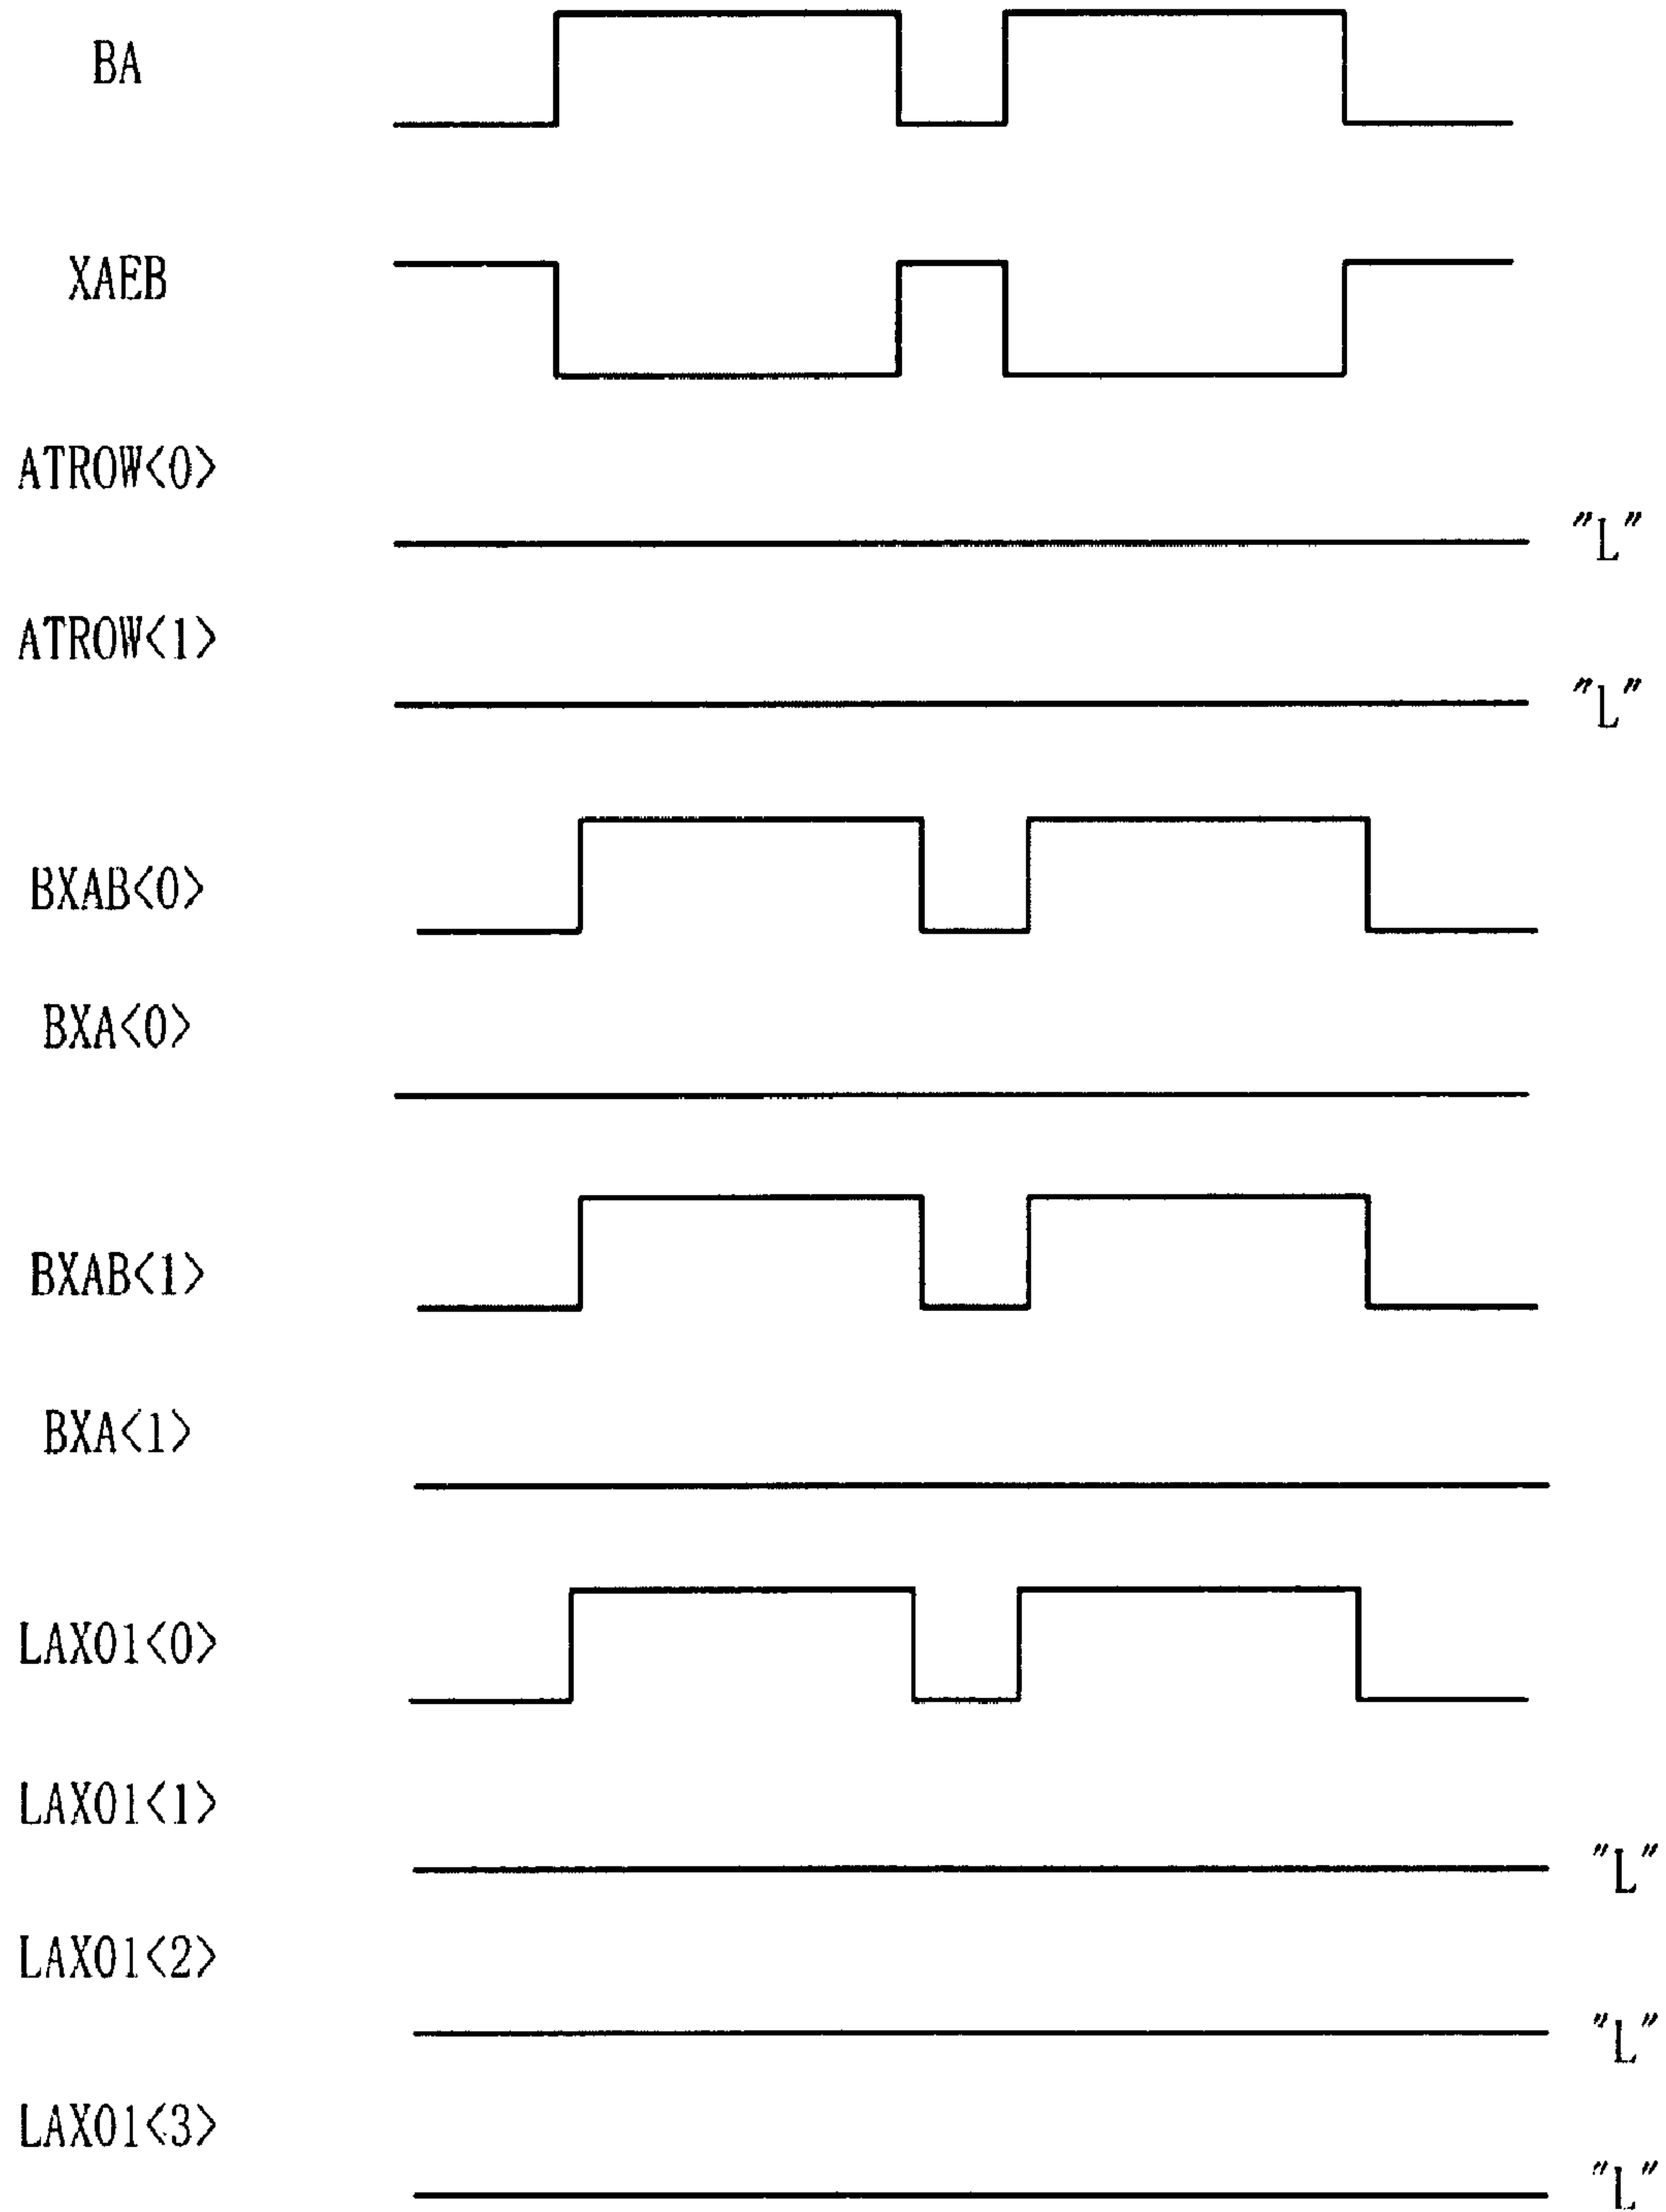 BA
XAEB
ATROW<0>
"L"
ATROW<1>
"L"
BXAB<0>
BXA<0>
BXAB<1>
BXA<1>
LAX01<0>
LAX01<1>
"L"
LAX01<2>
"L"
LAX01<3>
"L"